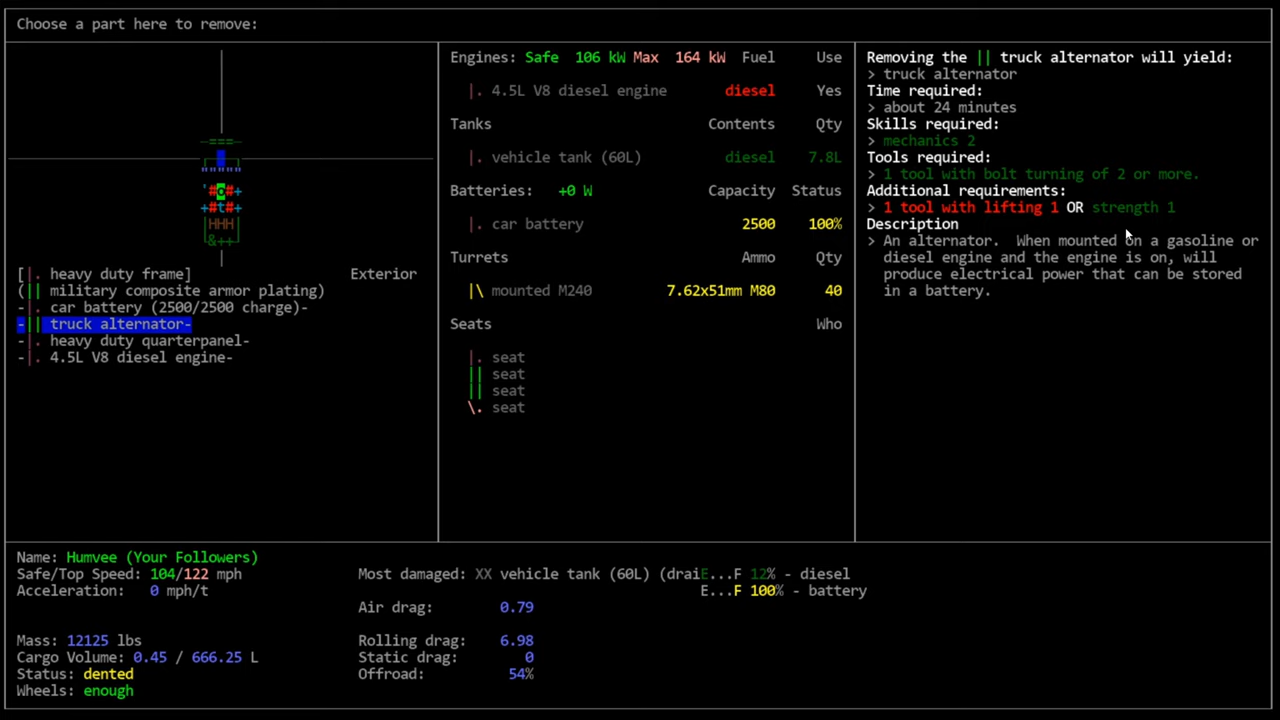 Choose a part here to remove:
[|. heavy duty frame] Exterior
(|| military composite armor plating)
-|. car battery (2500/2500 charge)-
-|| truck alternator-
-|. heavy duty quarterpanel-
-|. 4.5L V8 diesel engine-
Engines: Safe 106 kW Max 164 kW Fuel Use
|. 4.5L V8 diesel engine diesel Yes
Tanks Contents Qty
|. vehicle tank (60L) diesel 7.8L
Batteries: +0 W Capacity Status
|. car battery 2500 100%
Turrets Ammo Qty
|\ mounted M240 7.62x51mm M80 40
Seats Who
|. seat
|| seat
|| seat
\. seat
Removing the || truck alternator will yield:
> truck alternator
Time required:
> about 24 minutes
Skills required:
> mechanics 2
Tools required:
> 1 tool with bolt turning of 2 or more.
Additional requirements:
> 1 tool with lifting 1 OR strength 1
Description
> An alternator. When mounted on a gasoline or
diesel engine and the engine is on, will
produce electrical power that can be stored
in a battery.
Name: Humvee (Your Followers)
Safe/Top Speed: 104/122 mph
Acceleration: 0 mph/t
Mass: 12125 lbs
Cargo Volume: 0.45 / 666.25 L
Status: dented
Wheels: enough
Most damaged: XX vehicle tank (60L) (draiE...F 12% - diesel
E...F 100% - battery
Air drag: 0.79
Rolling drag: 6.98
Static drag: 0
Offroad: 54%